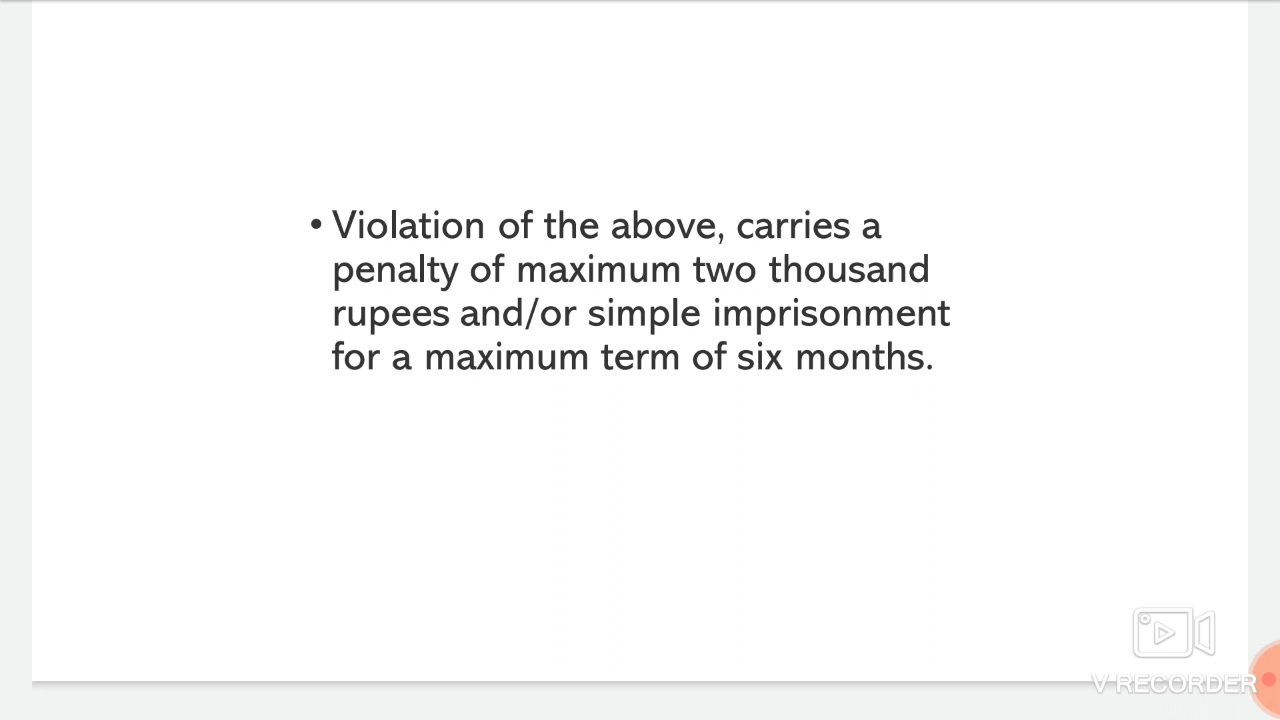 • Violation of the above, carries a
penalty of maximum two thousand
rupees and/or simple imprisonment
for a maximum term of six months.
V RECORDER